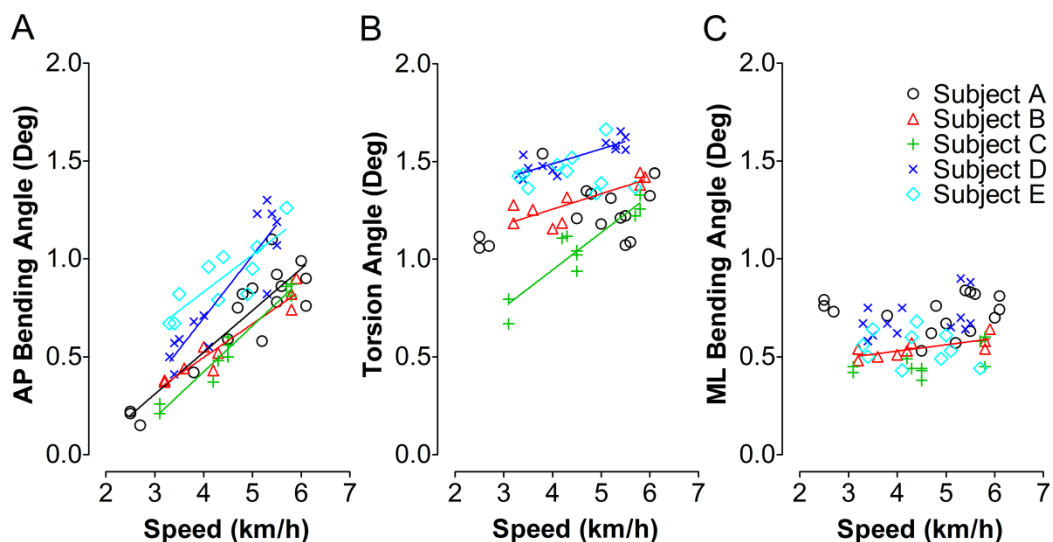 A
AP Bending Angle (Deg)
2.0
1.5
1.0
0.5
0.0
2 3 4 5 6 7
Speed (km/h)
B
Torsion Angle (Deg)
2.0
1.5
1.0
0.5
0.0
2 3 4 5 6 7
Speed (km/h)
C
ML Bending Angle (Deg)
2.0
1.5
1.0
0.5
0.0
2 3 4 5 6 7
Speed (km/h)
Subject A
Subject B
Subject C
Subject D
Subject E